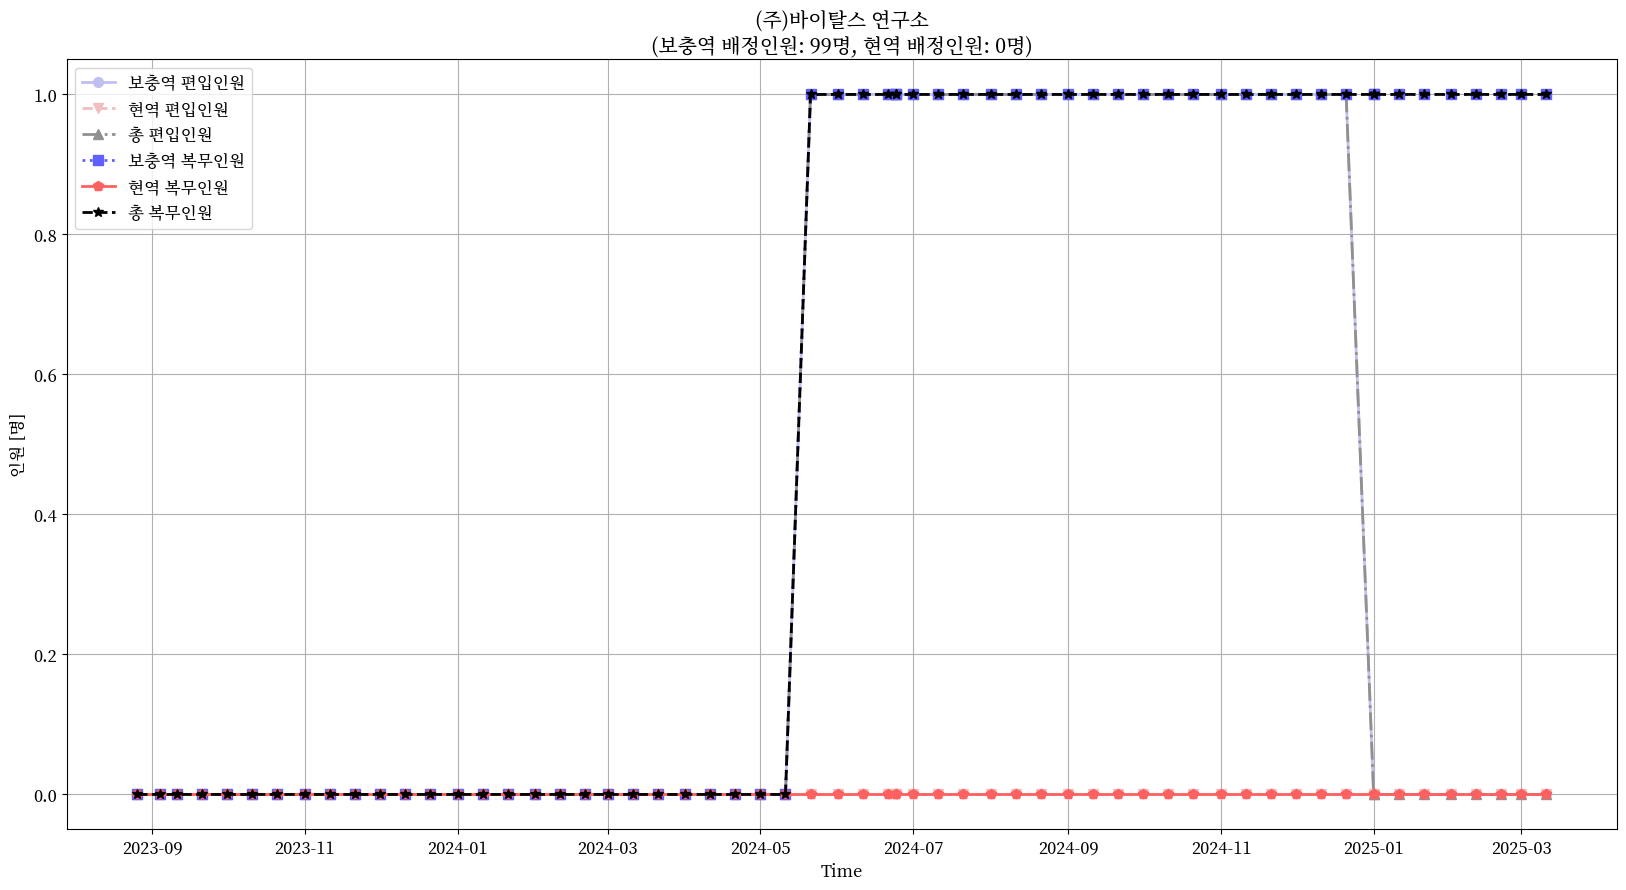 (주)바이탈스 연구소
(보충역 배정인원: 99명, 현역 배정인원: 0명)
보충역 편입인원
현역 편입인원
총 편입인원
보충역 복무인원
현역 복무인원
총 복무인원
1.0
0.8
0.6
0.4
0.2
0.0
인원 [명]
2023-09
2023-11
2024-01
2024-03
2024-05
2024-07
2024-09
2024-11
2025-01
2025-03
Time